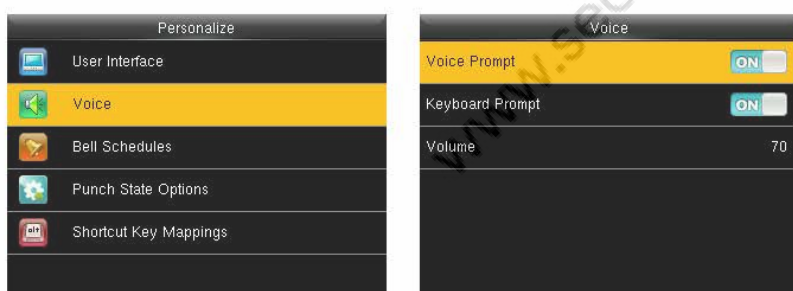 Personalize
User Interface
Voice
Bell Schedules
Punch State Options
Shortcut Key Mappings
Voice
Voice Prompt ON
Keyboard Prompt ON
Volume 70
alt